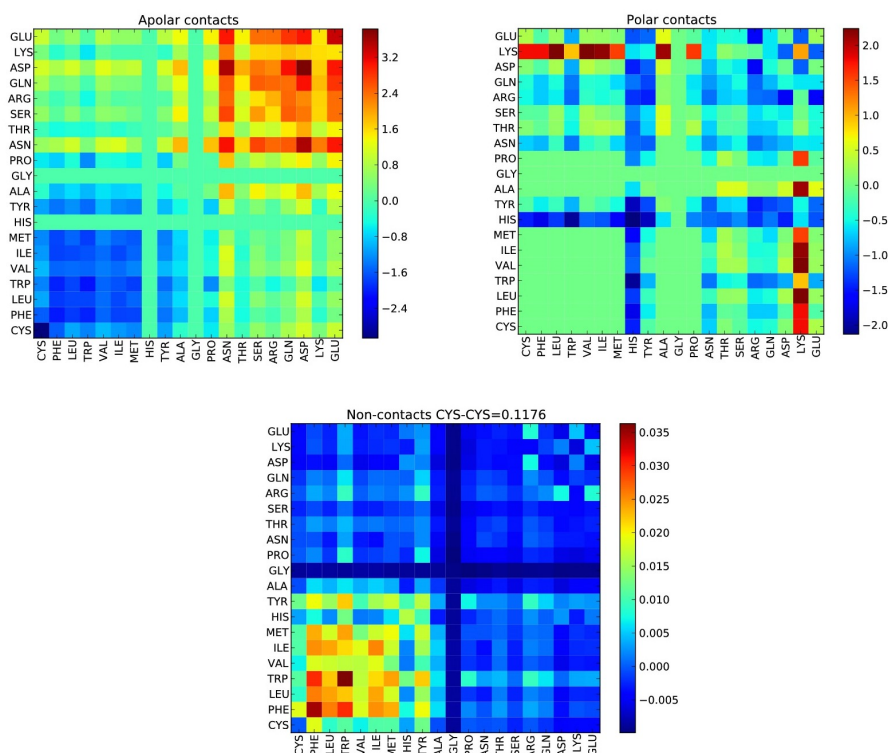 Apolar contacts
GLU
LYS
ASP
GLN
ARG
SER
THR
ASN
PRO
GLY
ALA
TYR
HIS
MET
ILE
VAL
TRP
LEU
PHE
CYS
CYS
PHE
LEU
TRP
VAL
ILE
MET
HIS
TYR
ALA
GLY
PRO
ASN
THR
SER
ARG
GLN
ASP
LYS
GLU
3.2
2.4
1.6
0.8
0.0
−0.8
−1.6
−2.4
Polar contacts
GLU
LYS
ASP
GLN
ARG
SER
THR
ASN
PRO
GLY
ALA
TYR
HIS
MET
ILE
VAL
TRP
LEU
PHE
CYS
CYS
PHE
LEU
TRP
VAL
ILE
MET
HIS
TYR
ALA
GLY
PRO
ASN
THR
SER
ARG
GLN
ASP
LYS
GLU
2.0
1.5
1.0
0.5
0.0
−0.5
−1.0
−1.5
−2.0
Non-contacts CYS-CYS=0.1176
GLU
LYS
ASP
GLN
ARG
SER
THR
ASN
PRO
GLY
ALA
TYR
HIS
MET
ILE
VAL
TRP
LEU
PHE
CYS
CYS
PHE
LEU
TRP
VAL
ILE
MET
HIS
TYR
ALA
GLY
PRO
ASN
THR
SER
ARG
GLN
ASP
LYS
GLU
0.035
0.030
0.025
0.020
0.015
0.010
0.005
0.000
−0.005